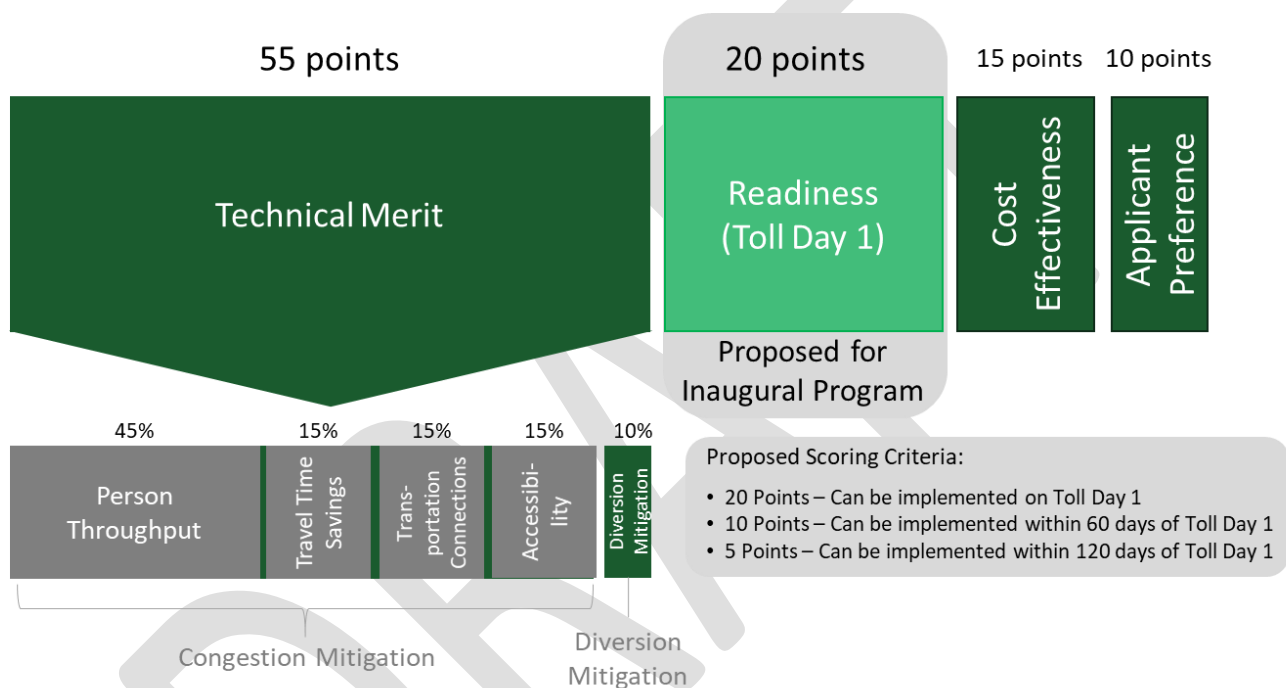 55 points
20 points
15 points
10 points
Technical Merit
Readiness
(Toll Day 1)
Cost
Effectiveness
Applicant
Preference
Proposed for
Inaugural Program
45%
15%
15%
15%
10%
Person
Throughput
Travel Time
Savings
Trans-
portation
Connections
Accessibi-
lity
Diversion
Mitigation
Proposed Scoring Criteria:
• 20 Points – Can be implemented on Toll Day 1
• 10 Points – Can be implemented within 60 days of Toll Day 1
• 5 Points – Can be implemented within 120 days of Toll Day 1
Congestion Mitigation
Diversion
Mitigation
DRAFT